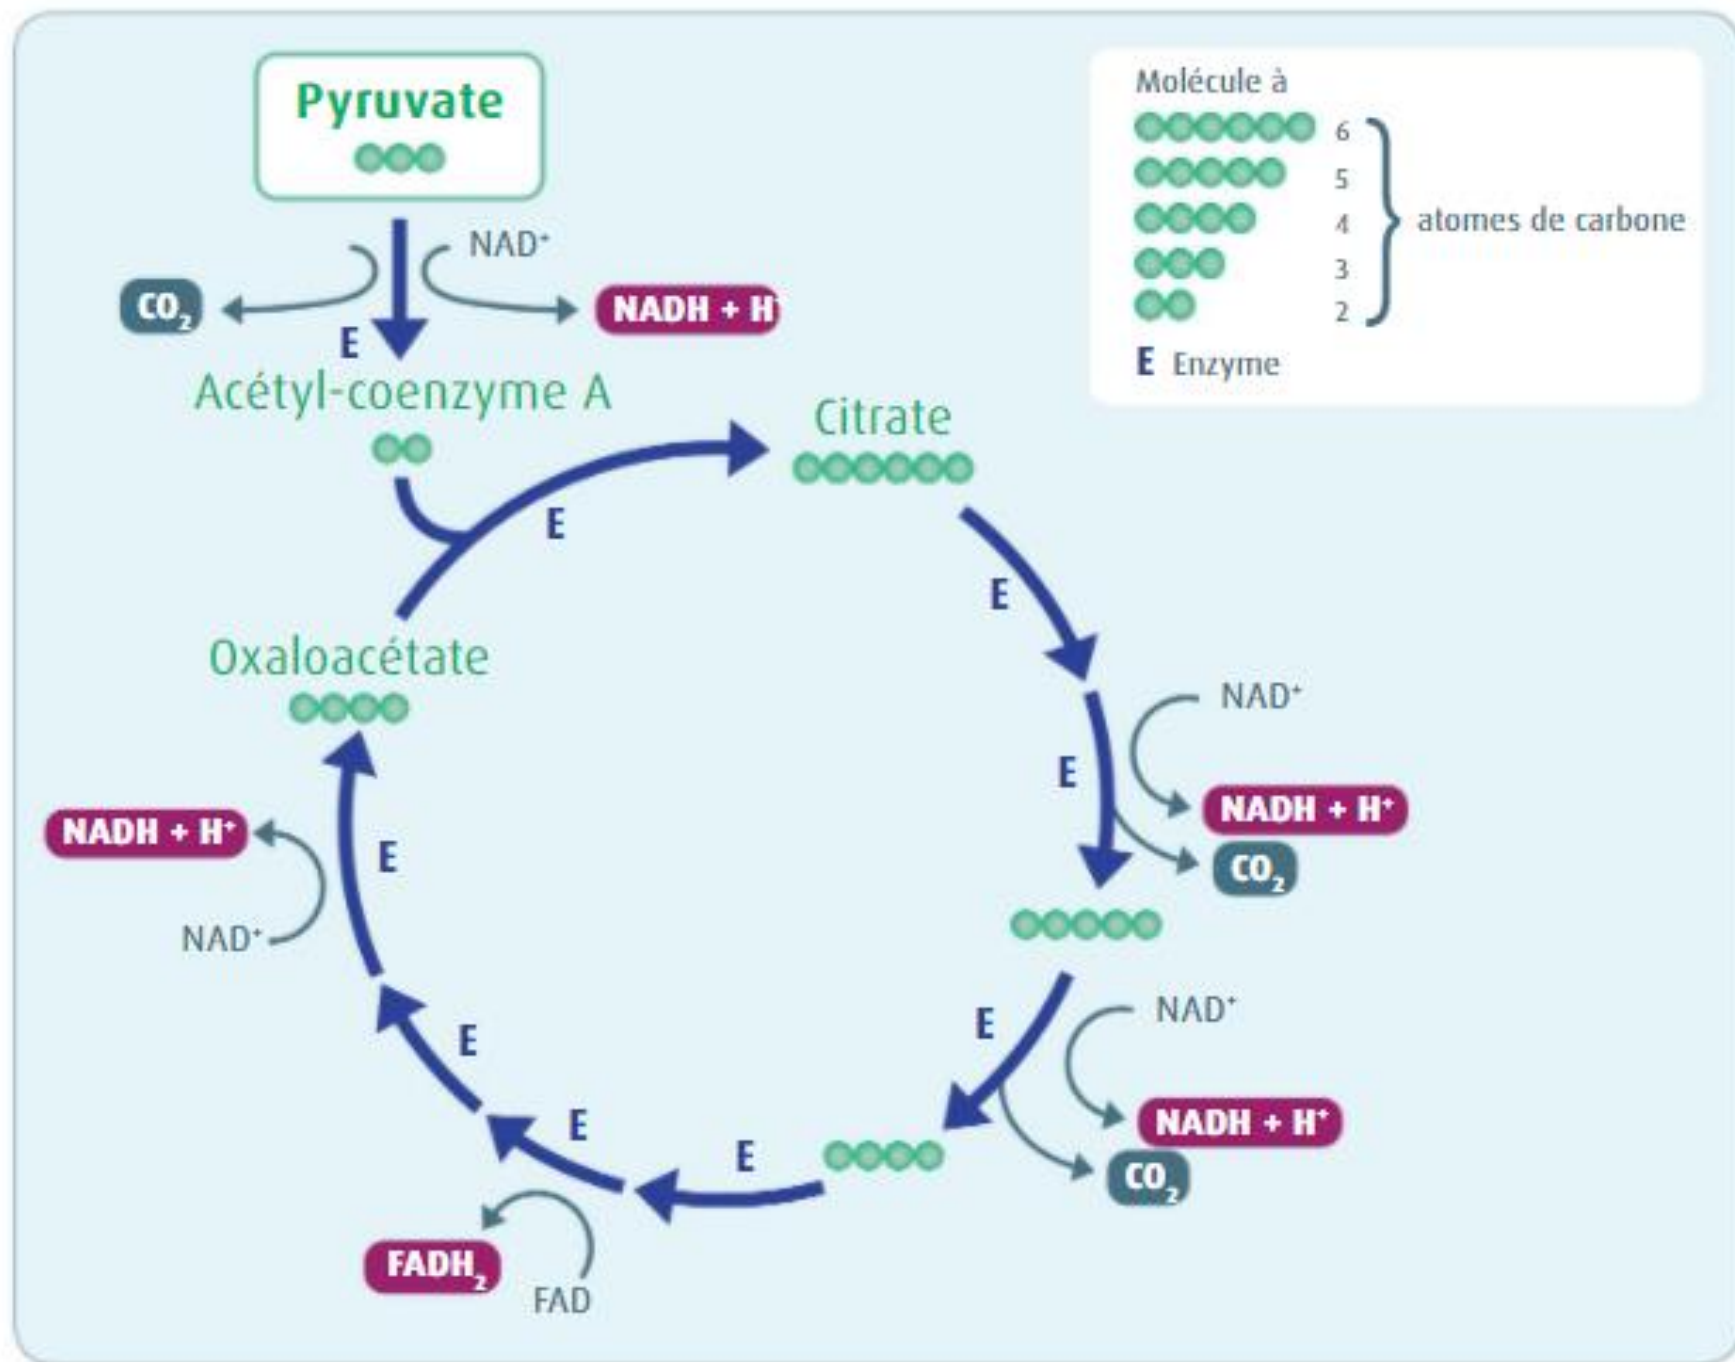 Pyruvate
Molécule à
6
5
4
3
2
atomes de carbone
E Enzyme
NAD⁺
CO₂
NADH + H⁺
E
Acétyl-coenzyme A
Citrate
E
E
Oxaloacétate
NAD⁺
E
NADH + H⁺
CO₂
NADH + H⁺
E
NAD⁺
NAD⁺
E
E
NADH + H⁺
CO₂
E
E
FADH₂
FAD